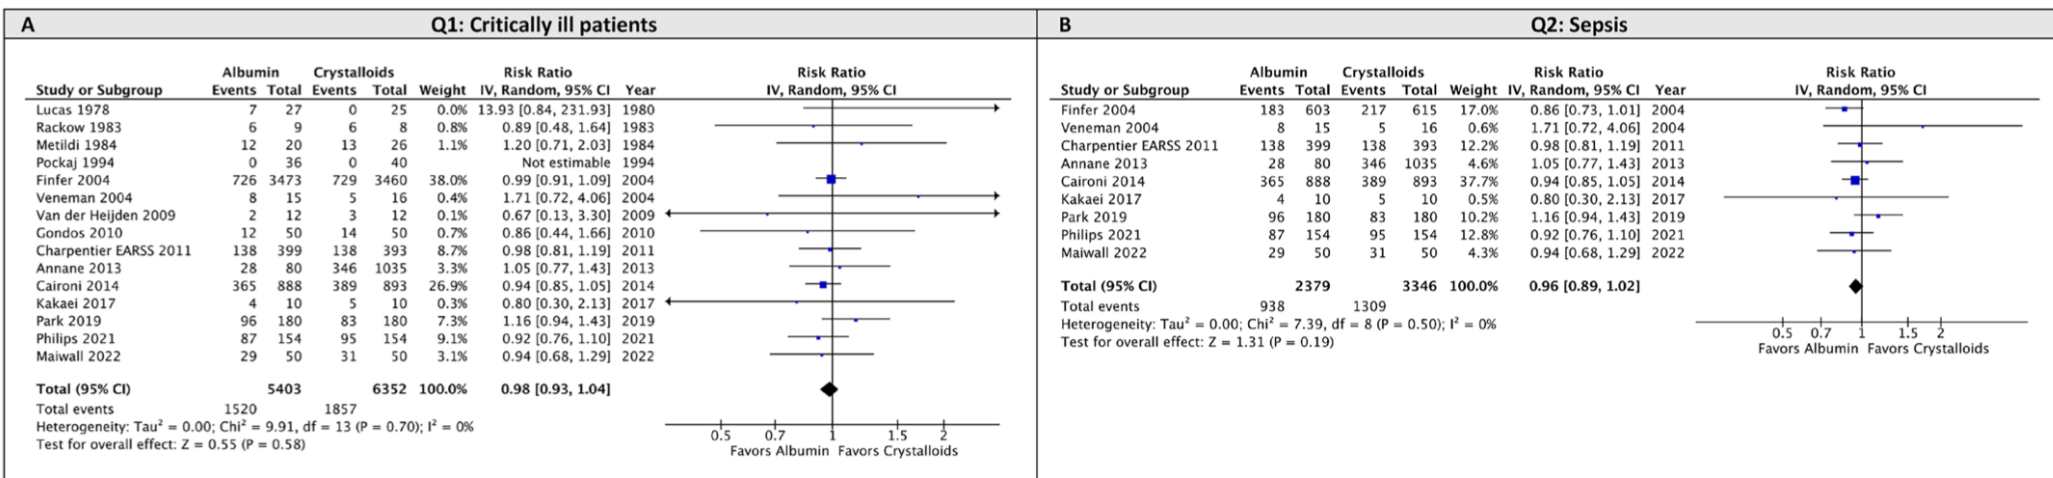 A Q1: Critically ill patients
Albumin Crystalloids Risk Ratio Risk Ratio
Study or Subgroup Events Total Events Total Weight IV, Random, 95% CI Year IV, Random, 95% CI
Lucas 1978 7 27 0 25 0.0% 13.93 [0.84, 231.93] 1980
Rackow 1983 6 9 6 8 0.8% 0.89 [0.48, 1.64] 1983
Metildi 1984 12 20 13 26 1.1% 1.20 [0.71, 2.03] 1984
Pockaj 1994 0 36 0 40 Not estimable 1994
Finfer 2004 726 3473 729 3460 38.0% 0.99 [0.91, 1.09] 2004
Veneman 2004 8 15 5 16 0.4% 1.71 [0.72, 4.06] 2004
Van der Heijden 2009 2 12 3 12 0.1% 0.67 [0.13, 3.30] 2009
Gondos 2010 12 50 14 50 0.7% 0.86 [0.44, 1.66] 2010
Charpentier EARSS 2011 138 399 138 393 8.7% 0.98 [0.81, 1.19] 2011
Annane 2013 28 80 346 1035 3.3% 1.05 [0.77, 1.43] 2013
Caironi 2014 365 888 389 893 26.9% 0.94 [0.85, 1.05] 2014
Kakaei 2017 4 10 5 10 0.3% 0.80 [0.30, 2.13] 2017
Park 2019 96 180 83 180 7.3% 1.16 [0.94, 1.43] 2019
Philips 2021 87 154 95 154 9.1% 0.92 [0.76, 1.10] 2021
Maiwall 2022 29 50 31 50 3.1% 0.94 [0.68, 1.29] 2022
Total (95% CI) 5403 6352 100.0% 0.98 [0.93, 1.04]
Total events 1520 1857
Heterogeneity: Tau² = 0.00; Chi² = 9.91, df = 13 (P = 0.70); I² = 0%
Test for overall effect: Z = 0.55 (P = 0.58)
0.5 0.7 1 1.5 2
Favors Albumin Favors Crystalloids
B Q2: Sepsis
Albumin Crystalloids Risk Ratio Risk Ratio
Study or Subgroup Events Total Events Total Weight IV, Random, 95% CI Year IV, Random, 95% CI
Finfer 2004 183 603 217 615 17.0% 0.86 [0.73, 1.01] 2004
Veneman 2004 8 15 5 16 0.6% 1.71 [0.72, 4.06] 2004
Charpentier EARSS 2011 138 399 138 393 12.2% 0.98 [0.81, 1.19] 2011
Annane 2013 28 80 346 1035 4.6% 1.05 [0.77, 1.43] 2013
Caironi 2014 365 888 389 893 37.7% 0.94 [0.85, 1.05] 2014
Kakaei 2017 4 10 5 10 0.5% 0.80 [0.30, 2.13] 2017
Park 2019 96 180 83 180 10.2% 1.16 [0.94, 1.43] 2019
Philips 2021 87 154 95 154 12.8% 0.92 [0.76, 1.10] 2021
Maiwall 2022 29 50 31 50 4.3% 0.94 [0.68, 1.29] 2022
Total (95% CI) 2379 3346 100.0% 0.96 [0.89, 1.02]
Total events 938 1309
Heterogeneity: Tau² = 0.00; Chi² = 7.39, df = 8 (P = 0.50); I² = 0%
Test for overall effect: Z = 1.31 (P = 0.19)
0.5 0.7 1 1.5 2
Favors Albumin Favors Crystalloids